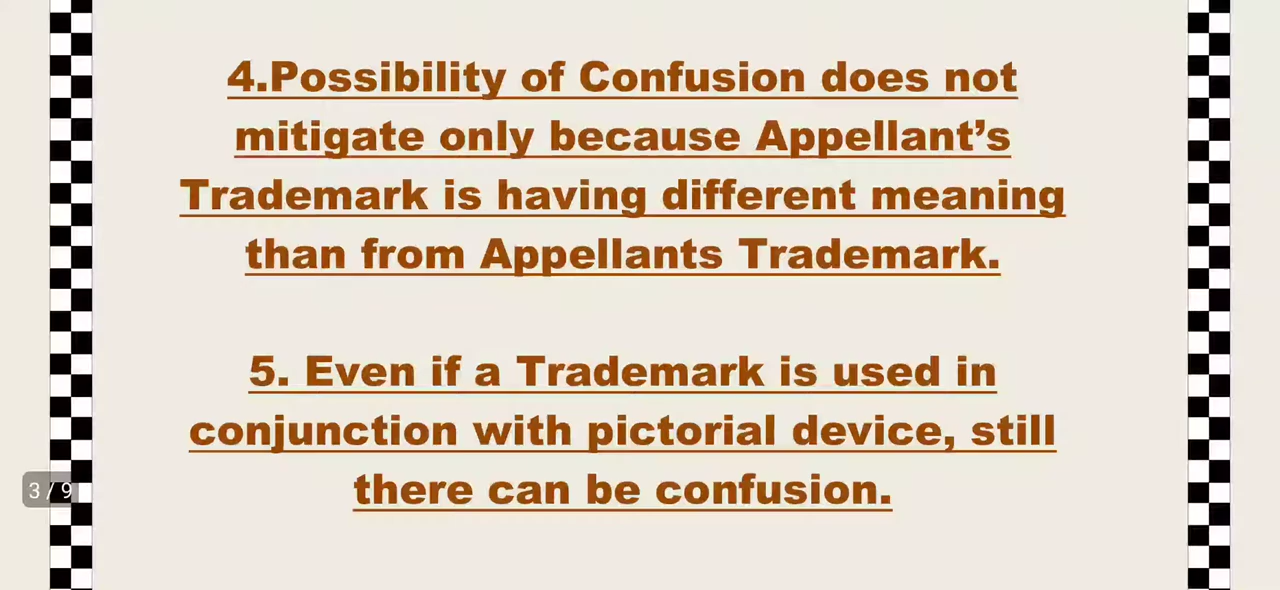 4.Possibility of Confusion does not
mitigate only because Appellant’s
Trademark is having different meaning
than from Appellants Trademark.
5. Even if a Trademark is used in
conjunction with pictorial device, still
there can be confusion.
3 / 9